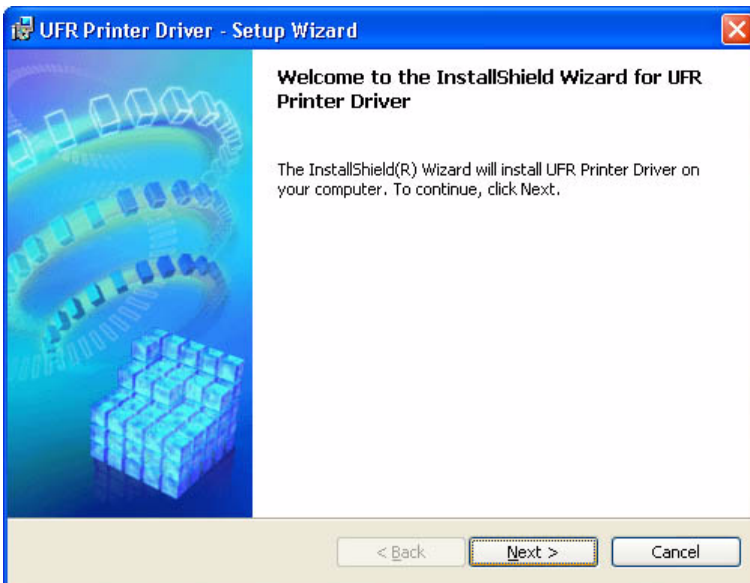 UFR Printer Driver - Setup Wizard
Welcome to the InstallShield Wizard for UFR
Printer Driver
The InstallShield(R) Wizard will install UFR Printer Driver on
your computer. To continue, click Next.
< Back
Next >
Cancel